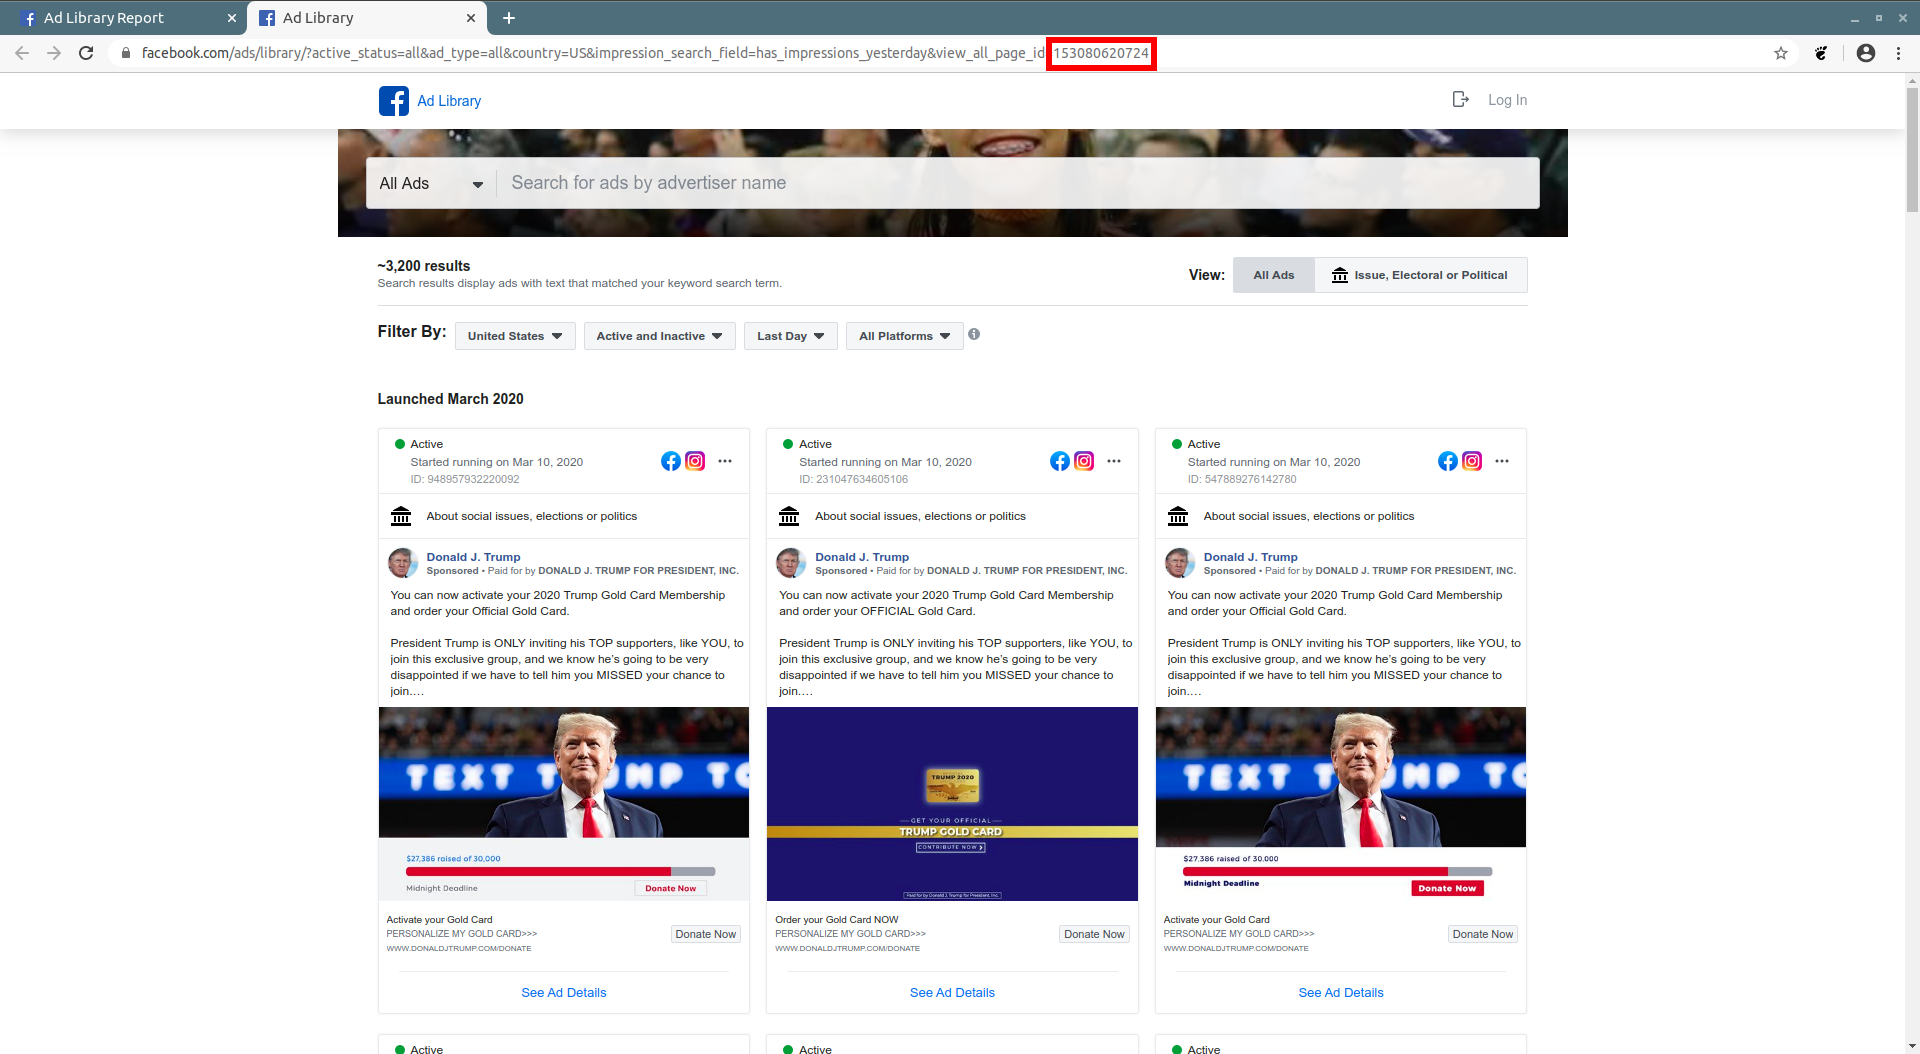 Ad Library Report
Ad Library
facebook.com/ads/library/?active_status=all&ad_type=all&country=US&impression_search_field=has_impressions_yesterday&view_all_page_id 153080620724
Ad Library
Log In
All Ads
Search for ads by advertiser name
~3,200 results
Search results display ads with text that matched your keyword search term.
View:
All Ads
Issue, Electoral or Political
Filter By:
United States
Active and Inactive
Last Day
All Platforms
Launched March 2020
Active
Started running on Mar 10, 2020
ID: 948957932220092
About social issues, elections or politics
Donald J. Trump
Sponsored • Paid for by DONALD J. TRUMP FOR PRESIDENT, INC.
You can now activate your 2020 Trump Gold Card Membership
and order your Official Gold Card.
President Trump is ONLY inviting his TOP supporters, like YOU, to
join this exclusive group, and we know he's going to be very
disappointed if we have to tell him you MISSED your chance to
join....
TEXT
TO
$27,386 raised of 30,000
Midnight Deadline
Donate Now
Activate your Gold Card
PERSONALIZE MY GOLD CARD>>>
WWW.DONALDJTRUMP.COM/DONATE
Donate Now
See Ad Details
Active
Started running on Mar 10, 2020
ID: 231047634605106
About social issues, elections or politics
Donald J. Trump
Sponsored • Paid for by DONALD J. TRUMP FOR PRESIDENT, INC.
You can now activate your 2020 Trump Gold Card Membership
and order your OFFICIAL Gold Card.
President Trump is ONLY inviting his TOP supporters, like YOU, to
join this exclusive group, and we know he's going to be very
disappointed if we have to tell him you MISSED your chance to
join....
TRUMP 2020
GET YOUR OFFICIAL
TRUMP GOLD CARD
CONTRIBUTE NOW
Paid for by Donald J. Trump for President, Inc.
Order your Gold Card NOW
PERSONALIZE MY GOLD CARD>>>
WWW.DONALDJTRUMP.COM/DONATE
Donate Now
See Ad Details
Active
Started running on Mar 10, 2020
ID: 547889276142780
About social issues, elections or politics
Donald J. Trump
Sponsored • Paid for by DONALD J. TRUMP FOR PRESIDENT, INC.
You can now activate your 2020 Trump Gold Card Membership
and order your Official Gold Card.
President Trump is ONLY inviting his TOP supporters, like YOU, to
join this exclusive group, and we know he's going to be very
disappointed if we have to tell him you MISSED your chance to
join....
TEXT
$27,386 raised of 30,000
Midnight Deadline
Donate Now
Activate your Gold Card
PERSONALIZE MY GOLD CARD>>>
WWW.DONALDJTRUMP.COM/DONATE
Donate Now
See Ad Details
Active
Active
Active